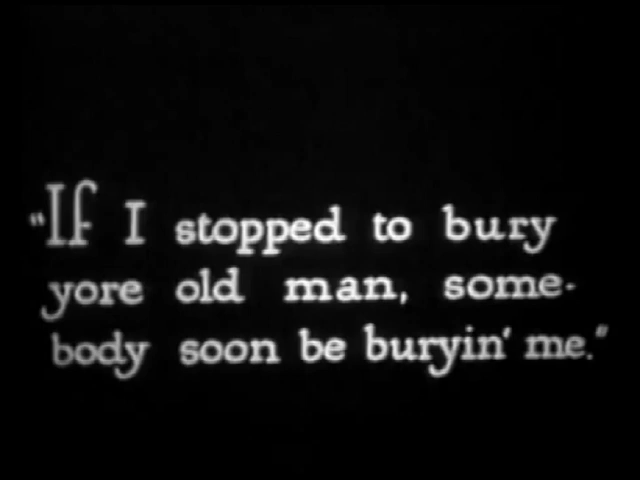 "If I stopped to bury
yore old man, some-
body soon be buryin' me."